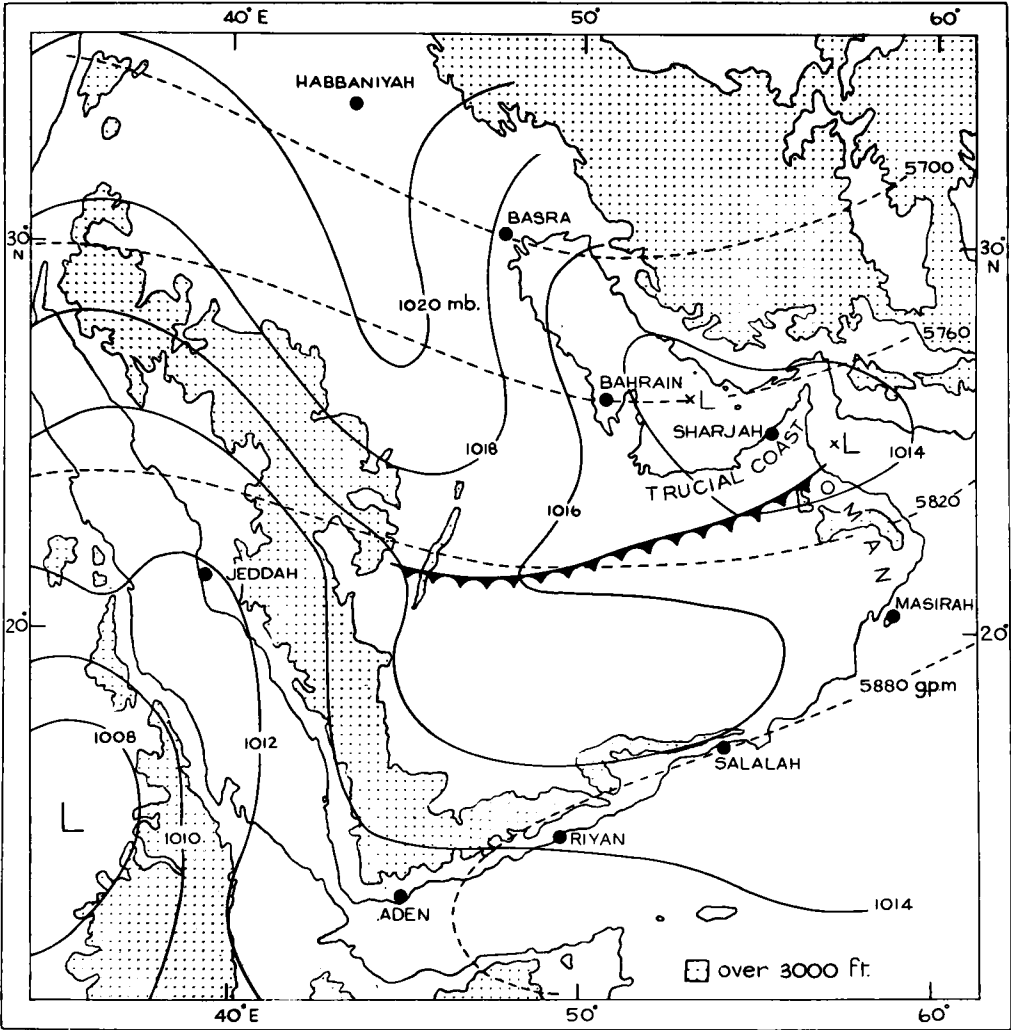 40° E
50°
60°
HABBANIYAH
5700
BASRA
30°
N
30°
N
1020 mb.
5760
BAHRAIN
× L
SHARJAH
TRUCIAL COAST
× L
1014
1018
1016
OMAN
5820
JEDDAH
MASIRAH
20°
20°
5880 gpm
1008
1012
SALALAH
L
1010
RIYAN
ADEN
1014
over 3000 ft.
40° E
50°
60°